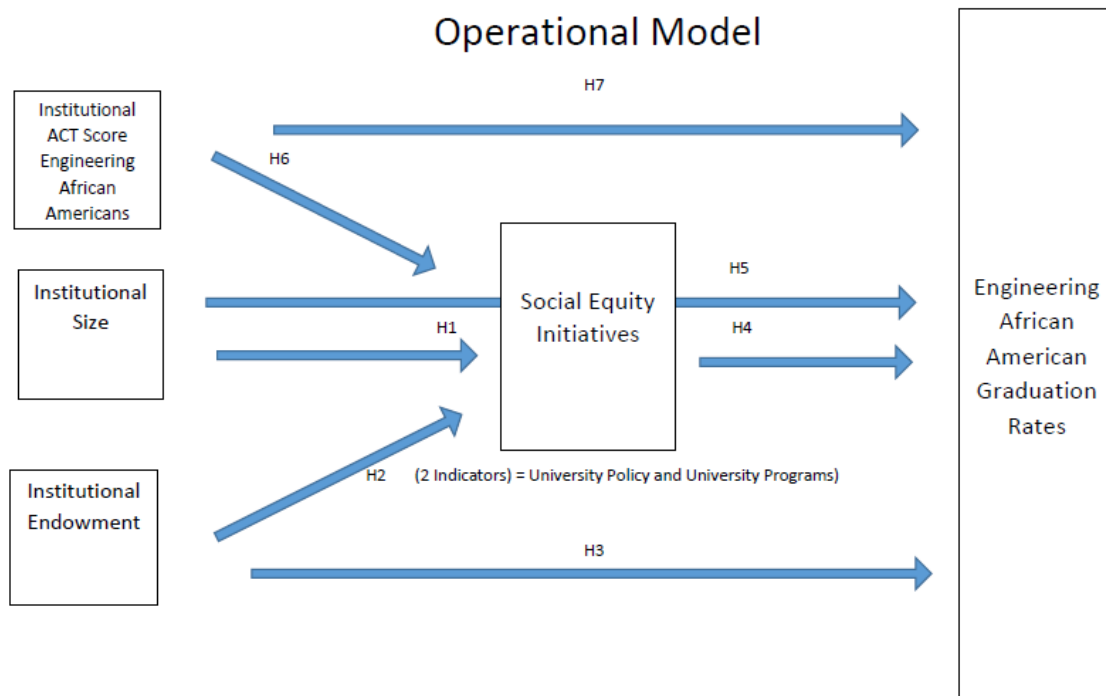 Operational Model
H7
Institutional
ACT Score
Engineering
African
Americans
H6
Institutional
Size
H1
Social Equity
Initiatives
H5
H4
Engineering
African
American
Graduation
Rates
H2
(2 Indicators) = University Policy and University Programs)
Institutional
Endowment
H3